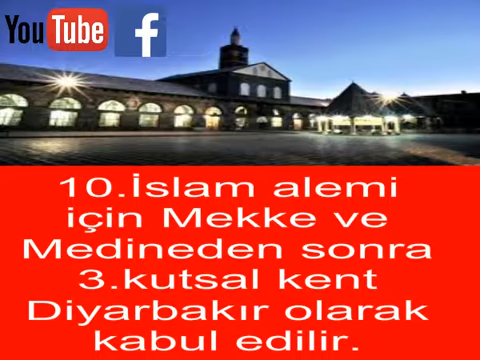 YouTube f
10.İslam alemi
için Mekke ve
Medineden sonra
3.kutsal kent
Diyarbakır olarak
kabul edilir.